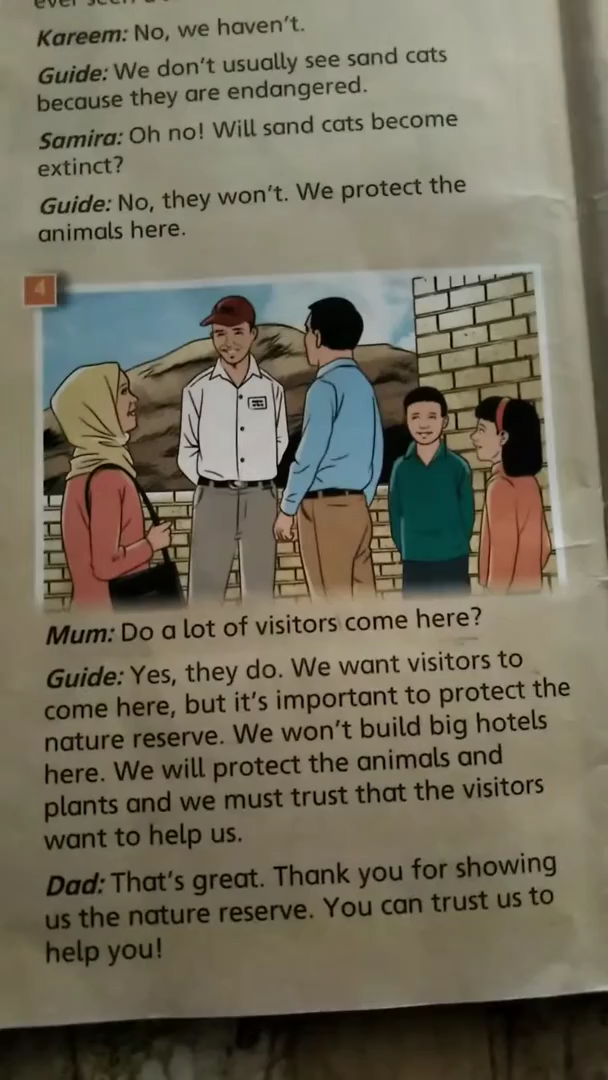 Kareem: No, we haven't.
Guide: We don't usually see sand cats
because they are endangered.
Samira: Oh no! Will sand cats become
extinct?
Guide: No, they won't. We protect the
animals here.
4
Mum: Do a lot of visitors come here?
Guide: Yes, they do. We want visitors to
come here, but it's important to protect the
nature reserve. We won't build big hotels
here. We will protect the animals and
plants and we must trust that the visitors
want to help us.
Dad: That's great. Thank you for showing
us the nature reserve. You can trust us to
help you!